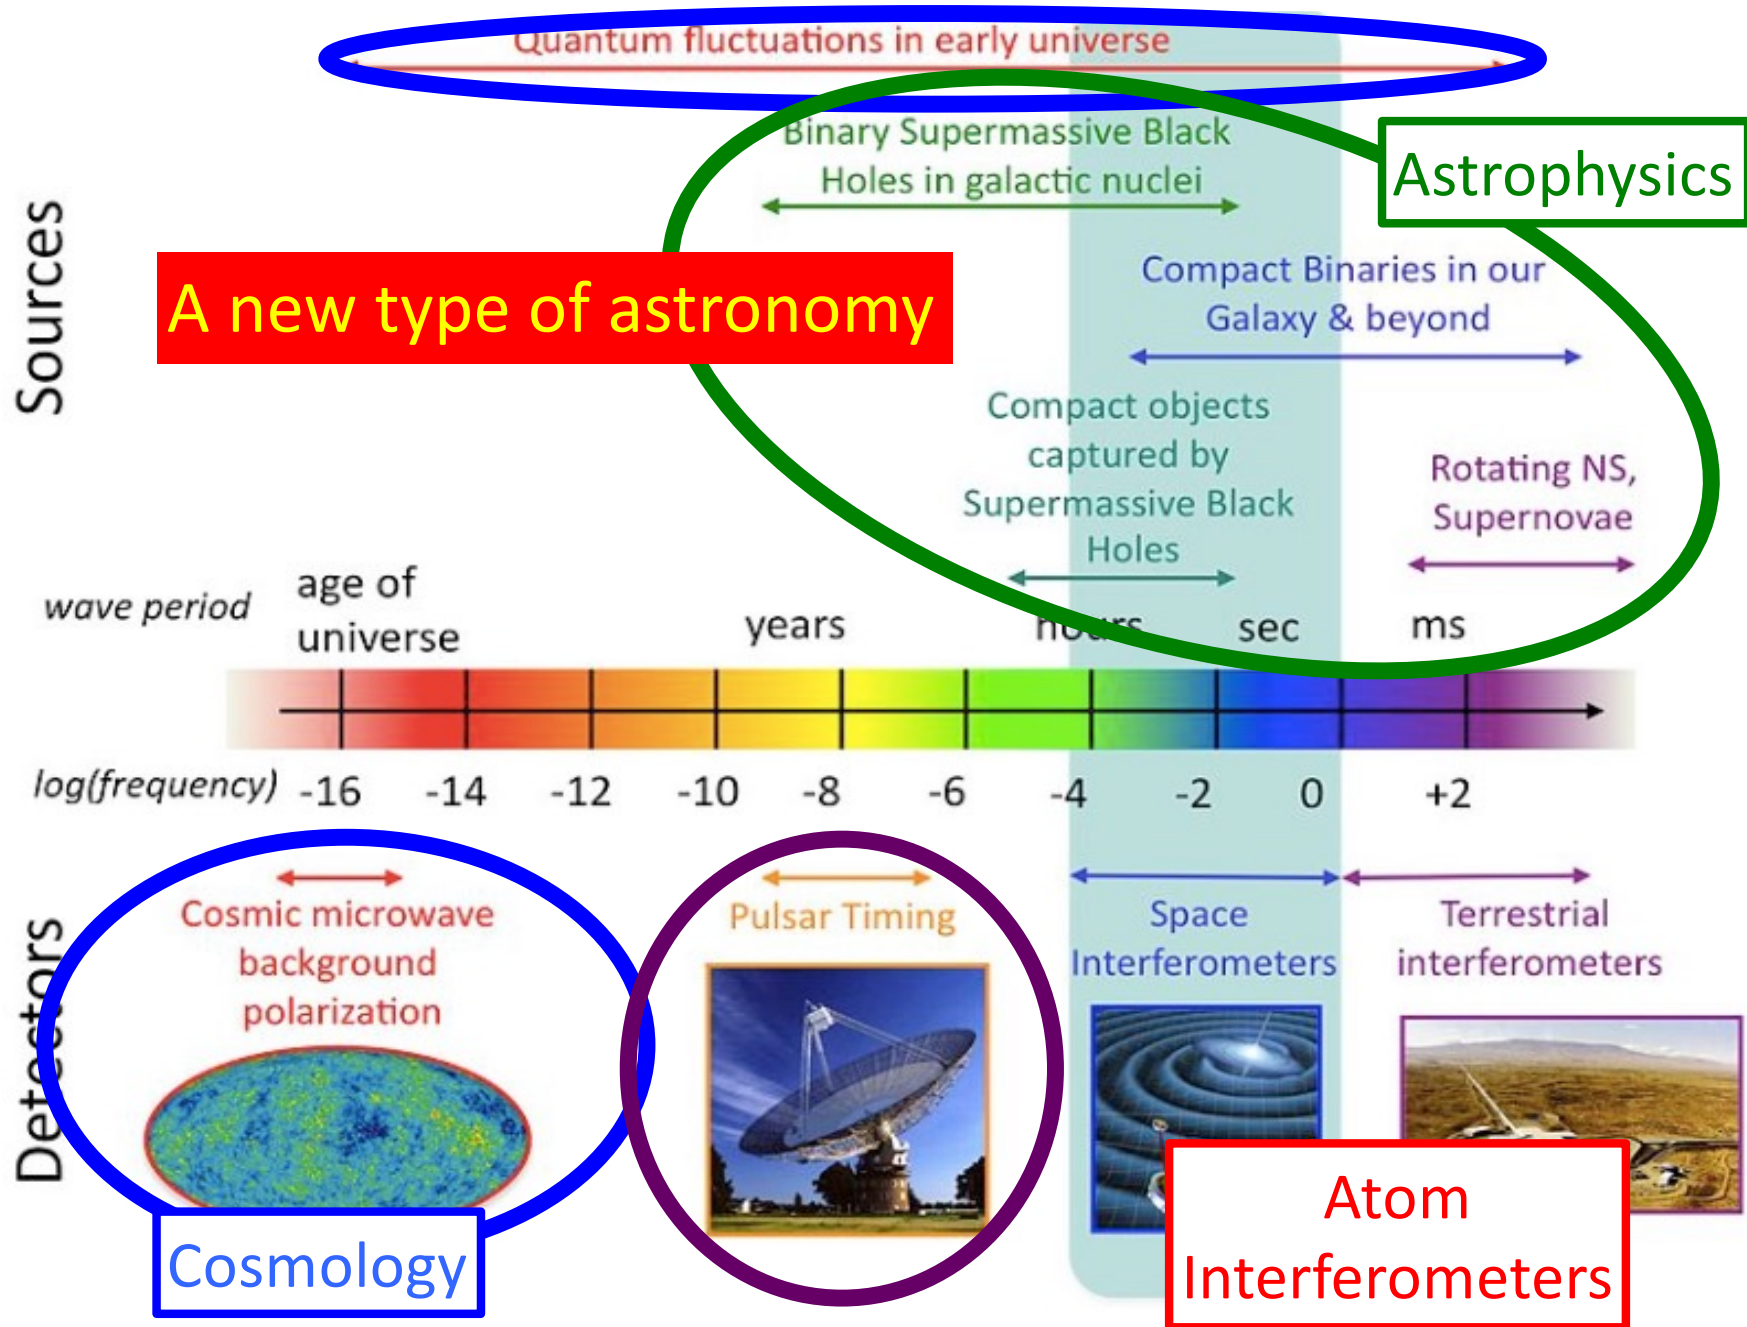 Quantum fluctuations in early universe
Binary Supermassive Black
Holes in galactic nuclei
Astrophysics
Sources
A new type of astronomy
Compact Binaries in our
Galaxy & beyond
Compact objects
captured by
Supermassive Black
Holes
Rotating NS,
Supernovae
wave period
age of
universe
years
hours
sec
ms
log(frequency)
-16 -14 -12 -10 -8 -6 -4 -2 0 +2
Detectors
Cosmic microwave
background
polarization
Pulsar Timing
Space
Interferometers
Terrestrial
interferometers
Cosmology
Atom
Interferometers